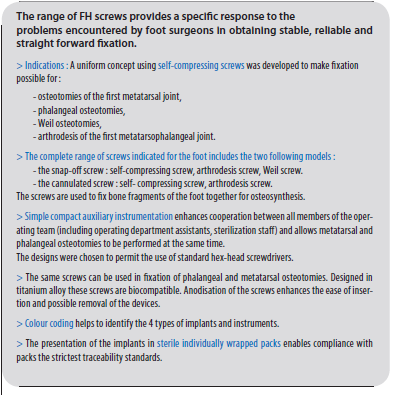 The range of FH screws provides a specific response to the
problems encountered by foot surgeons in obtaining stable, reliable and
straight forward fixation.
> Indications : A uniform concept using self-compressing screws was developed to make fixation
possible for :
- osteotomies of the first metatarsal joint,
- phalangeal osteotomies,
- Weil osteotomies,
- arthrodesis of the first metatarsophalangeal joint.
> The complete range of screws indicated for the foot includes the two following models :
- the snap-off screw : self-compressing screw, arthrodesis screw, Weil screw.
- the cannulated screw : self- compressing screw, arthrodesis screw.
The screws are used to fix bone fragments of the foot together for osteosynthesis.
> Simple compact auxiliary instrumentation enhances cooperation between all members of the oper-
ating team (including operating department assistants, sterilization staff) and allows metatarsal and
phalangeal osteotomies to be performed at the same time.
The designs were chosen to permit the use of standard hex-head screwdrivers.
> The same screws can be used in fixation of phalangeal and metatarsal osteotomies. Designed in
titanium alloy these screws are biocompatible. Anodisation of the screws enhances the ease of inser-
tion and possible removal of the devices.
> Colour coding helps to identify the 4 types of implants and instruments.
> The presentation of the implants in sterile individually wrapped packs enables compliance with
packs the strictest traceability standards.